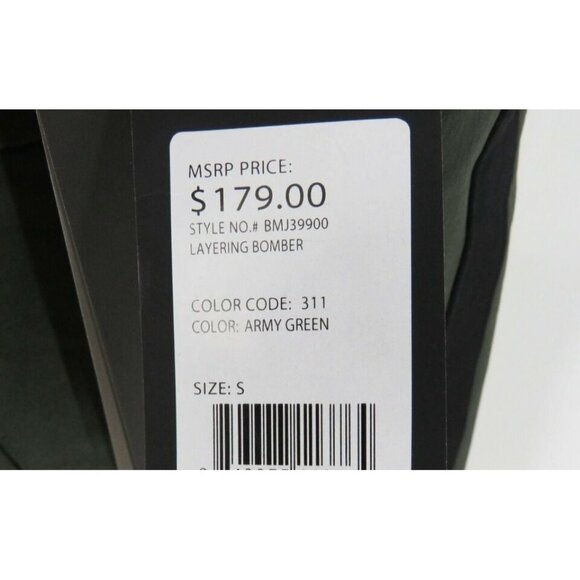 MSRP PRICE:
$179.00
STYLE NO.# BMJ39900
LAYERING BOMBER
COLOR CODE: 311
COLOR: ARMY GREEN
SIZE: S